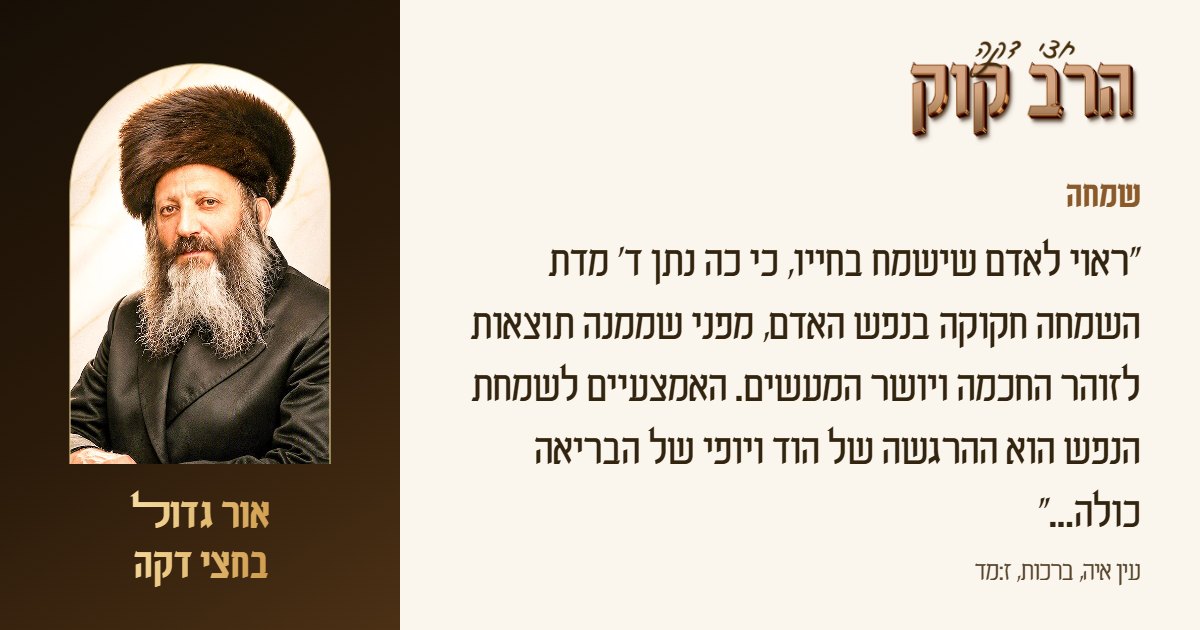 חצי דקה
הרב קוק
שמחה
"ראוי לאדם שישמח בחייו, כי כה נתן ד' מדת
השמחה חקוקה בנפש האדם, מפני שממנה תוצאות
לזוהר החכמה ויושר המעשים. האמצעיים לשמחת
הנפש הוא ההרגשה של הוד ויופי של הבריאה
כולה..."
עין איה, ברכות, ז:מד
אור גדול
בחצי דקה